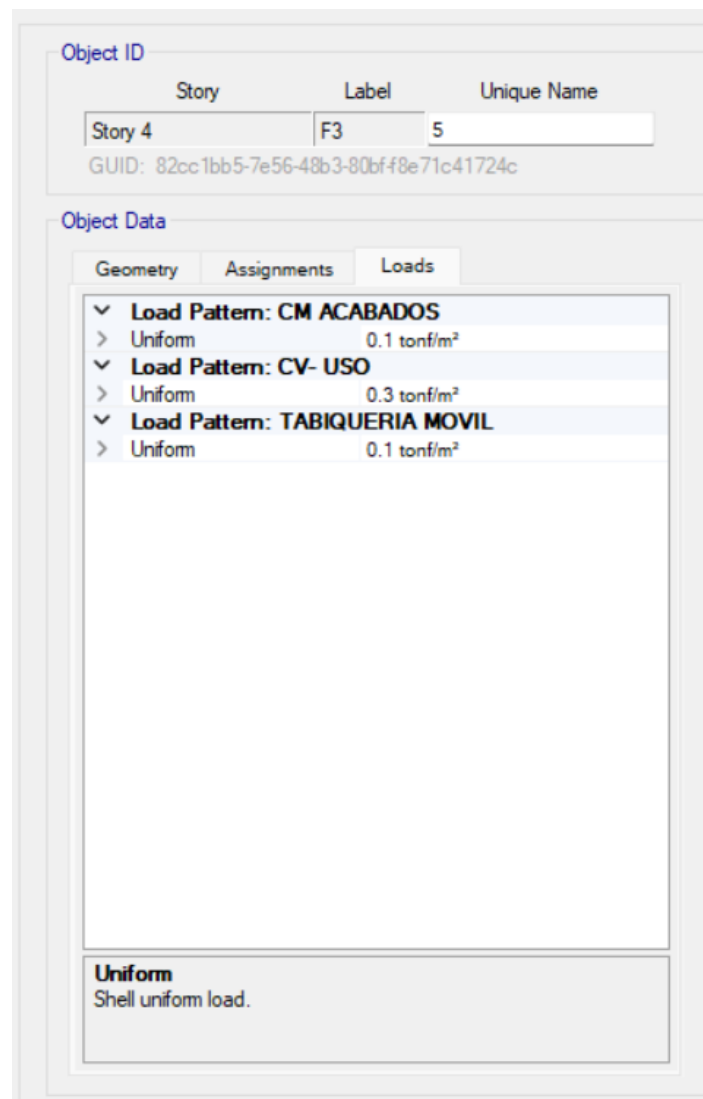 Object ID
Story Label Unique Name
Story 4 F3 5
GUID: 82cc1bb5-7e56-48b3-80bf-f8e71c41724c
Object Data
Geometry Assignments Loads
Load Pattern: CM ACABADOS
Uniform 0.1 tonf/m²
Load Pattern: CV- USO
Uniform 0.3 tonf/m²
Load Pattern: TABIQUERIA MOVIL
Uniform 0.1 tonf/m²
Uniform
Shell uniform load.